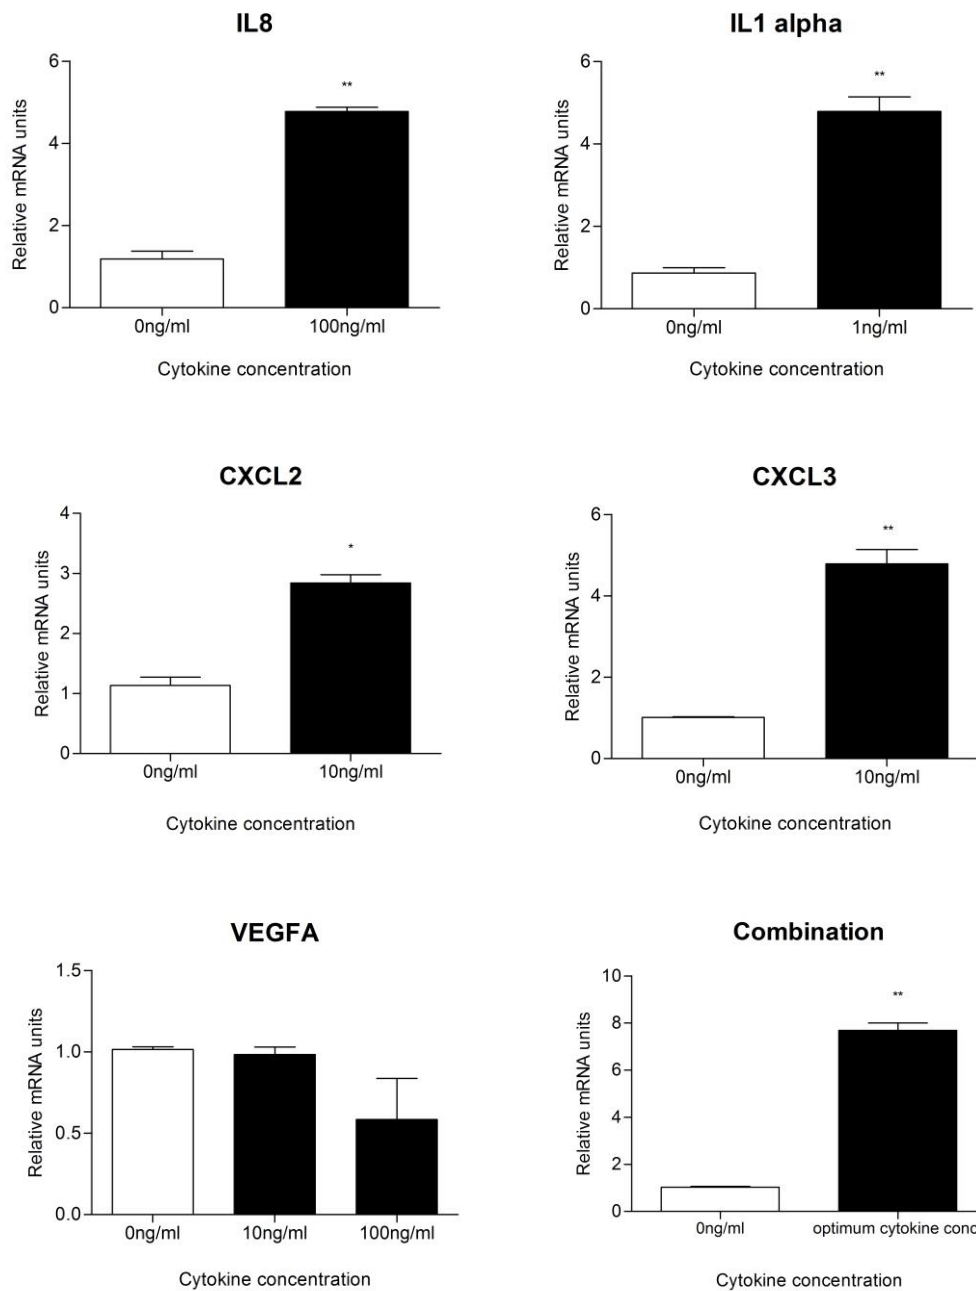 IL8
Relative mRNA units
6
**
4
2
0
0ng/ml 100ng/ml
Cytokine concentration
IL1 alpha
Relative mRNA units
6
**
4
2
0
0ng/ml 1ng/ml
Cytokine concentration
CXCL2
Relative mRNA units
4
*
3
2
1
0
0ng/ml 10ng/ml
Cytokine concentration
CXCL3
Relative mRNA units
6
**
4
2
0
0ng/ml 10ng/ml
Cytokine concentration
VEGFA
Relative mRNA units
1.5
1.0
0.5
0.0
0ng/ml 10ng/ml 100ng/ml
Cytokine concentration
Combination
Relative mRNA units
10
**
8
6
4
2
0
0ng/ml optimum cytokine conc
Cytokine concentration